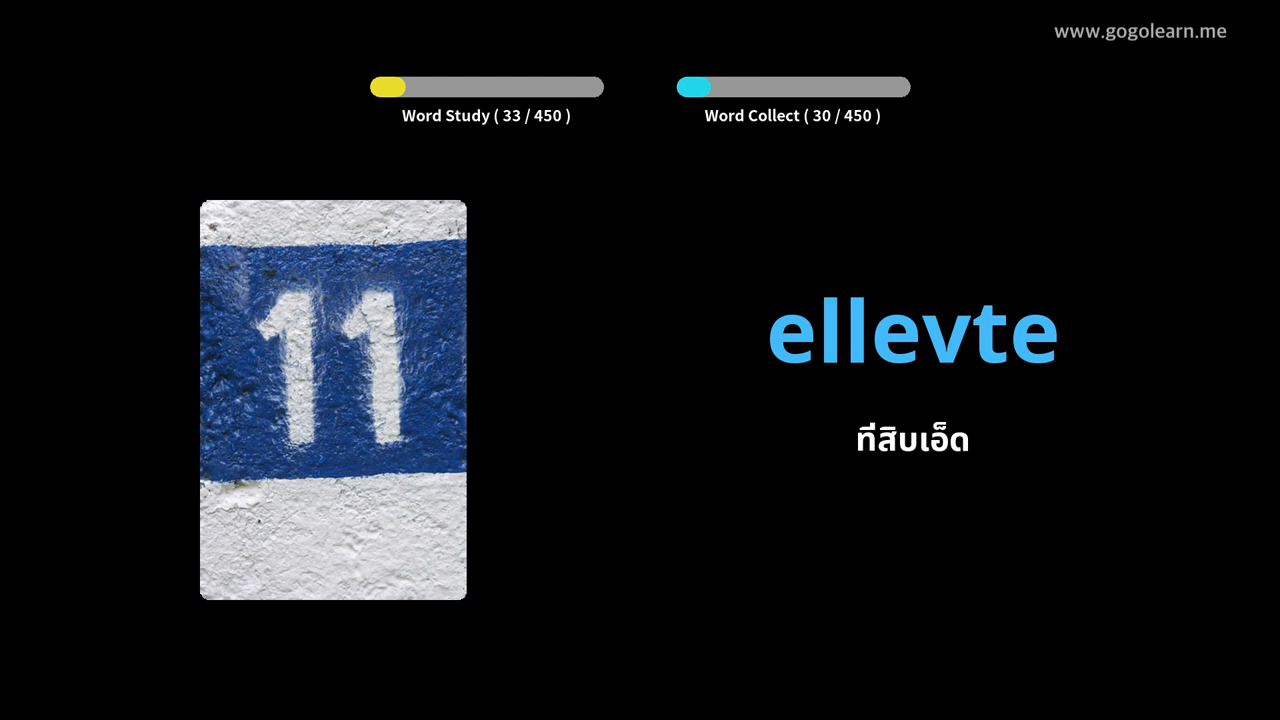 www.gogolearn.me
Word Study ( 33 / 450 )
Word Collect ( 30 / 450 )
11
ellevte
ที่สิบเอ็ด